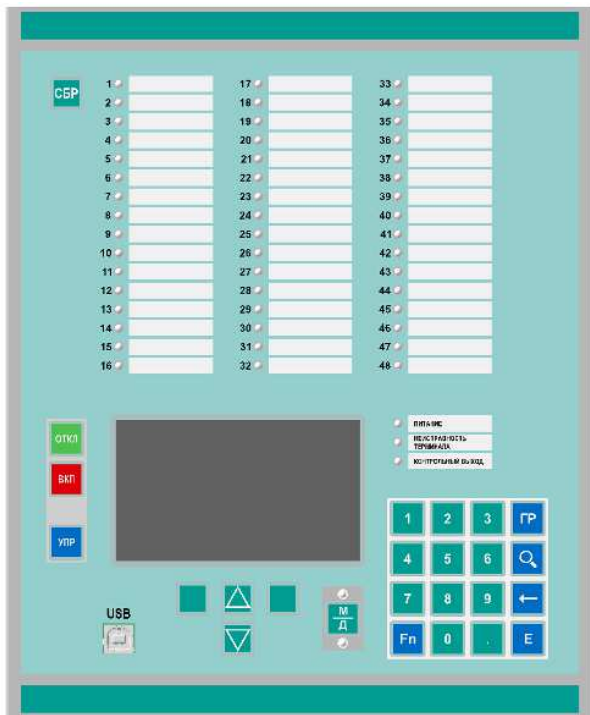 СБР
1 17 33
2 18 34
3 19 35
4 20 36
5 21 37
6 22 38
7 23 39
8 24 40
9 25 41
10 26 42
11 27 43
12 28 44
13 29 45
14 30 46
15 31 47
16 32 48
ПИТАНИЕ
НЕИСПРАВНОСТЬ
ТЕРМИНАЛА
КОНТРОЛЬНЫЙ ВЫХОД
ОТКЛ
ВКЛ
УПР
1 2 3 ГР
4 5 6
7 8 9 ←
Fn 0 . E
М
Д
USB